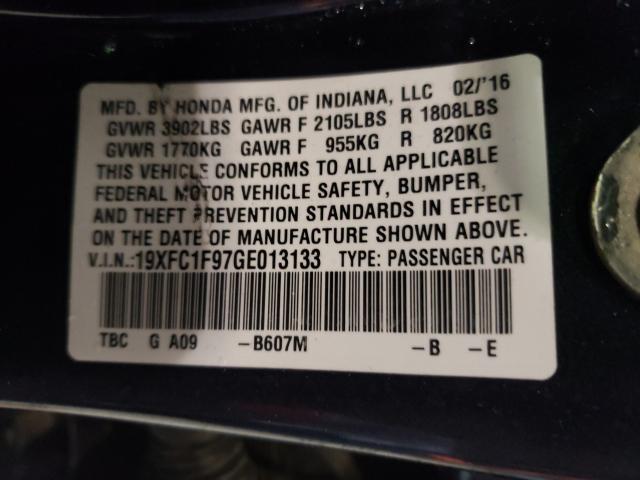 MFD. BY HONDA MFG. OF INDIANA, LLC 02/'16
GVWR 3902LBS GAWR F 2105LBS R 1808LBS
GVWR 1770KG GAWR F 955KG R 820KG
THIS VEHICLE CONFORMS TO ALL APPLICABLE
FEDERAL MOTOR VEHICLE SAFETY, BUMPER,
AND THEFT PREVENTION STANDARDS IN EFFECT
ON THE DATE OF MANUFACTURE SHOWN ABOVE.
V.I.N.:19XFC1F97GE013133 TYPE: PASSENGER CAR
TBC G A09 -B607M -B -E